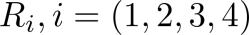 R_i, i = (1, 2, 3, 4)